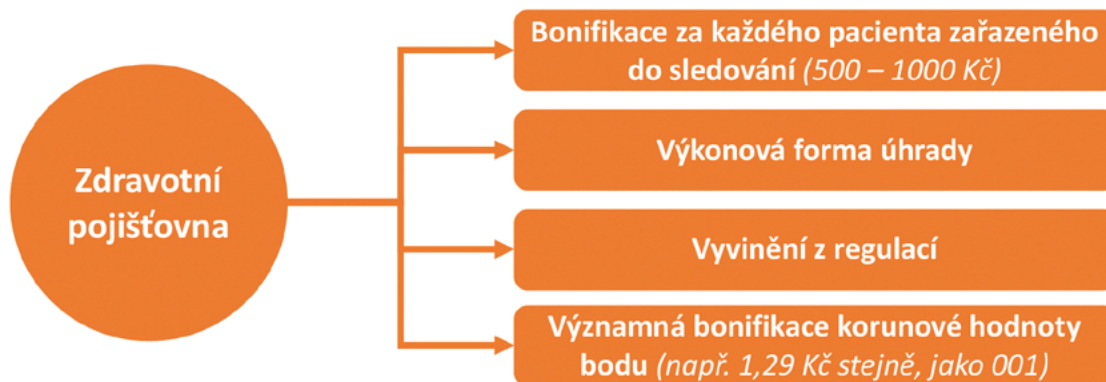 Zdravotní
pojišťovna
Bonifikace za každého pacienta zařazeného
do sledování (500 – 1000 Kč)
Výkonová forma úhrady
Vyvinění z regulací
Významná bonifikace korunové hodnoty
bodu (např. 1,29 Kč stejně, jako 001)